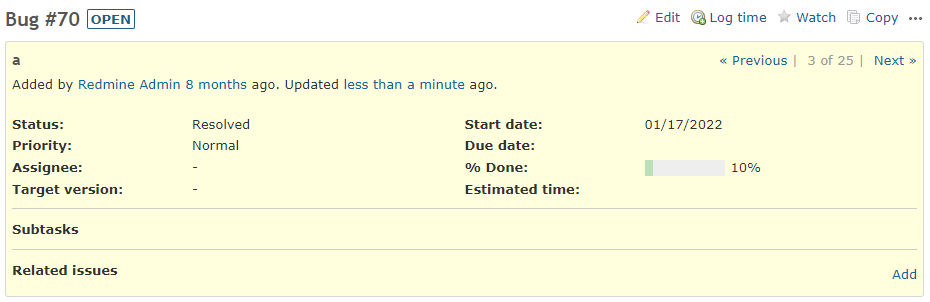 Bug #70 OPEN Edit Log time Watch Copy ...
a « Previous | 3 of 25 | Next »
Added by Redmine Admin 8 months ago. Updated less than a minute ago.
Status: Resolved Start date: 01/17/2022
Priority: Normal Due date:
Assignee: - % Done: 10%
Target version: - Estimated time:
Subtasks
Related issues Add